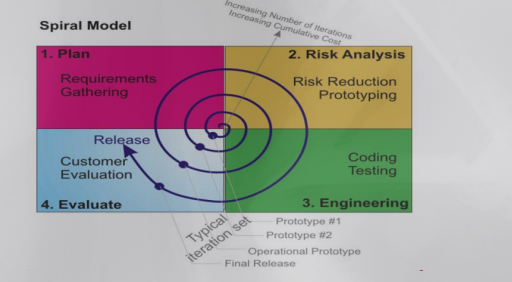 Spiral Model
Increasing Number of Iterations
Increasing Cumulative Cost
1. Plan
Requirements
Gathering
2. Risk Analysis
Risk Reduction
Prototyping
Release
Customer
Evaluation
4. Evaluate
Coding
Testing
3. Engineering
Typical
iteration set
Prototype #1
Prototype #2
Operational Prototype
Final Release